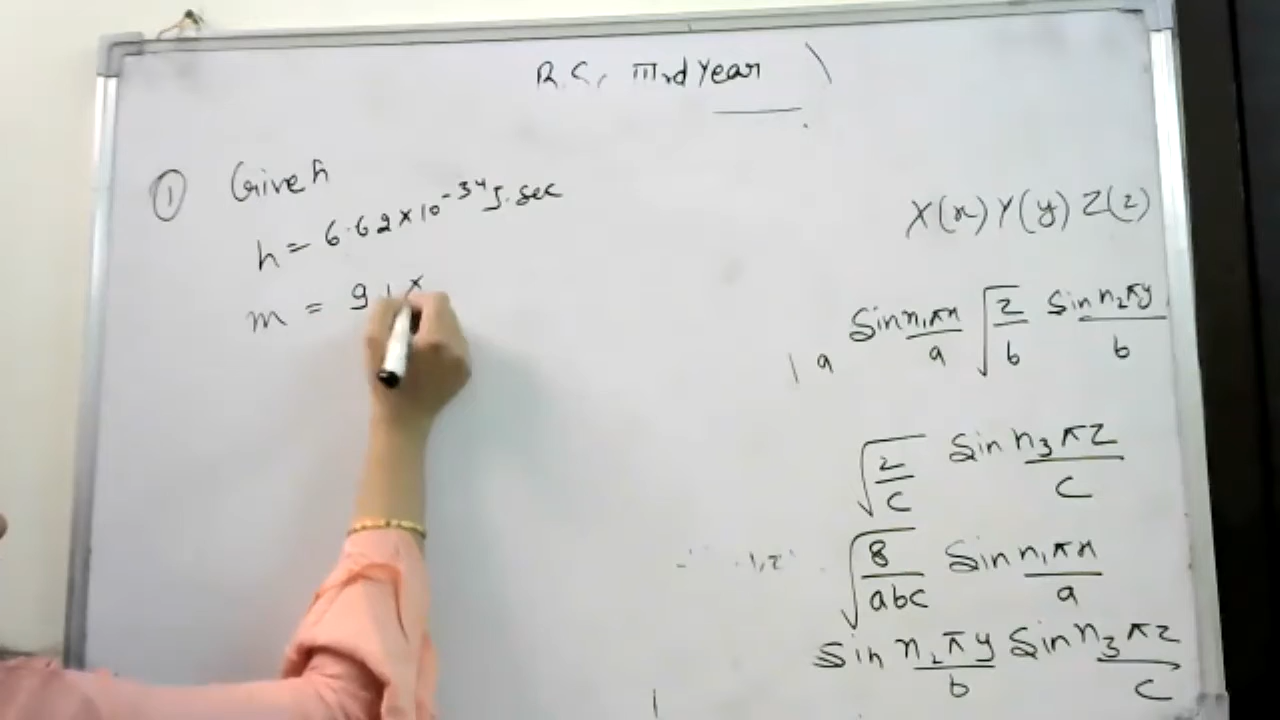 B.Sc, IIIrd Year
① Given
h = 6.62×10⁻³⁴ J.sec
m = 9.1×
X(x) Y(y) Z(z)
a Sin n₁πx/a √2/b Sin n₂πy/b
√2/c Sin n₃πz/c
√8/abc Sin n₁πx/a
Sin n₂πy/b Sin n₃πz/c